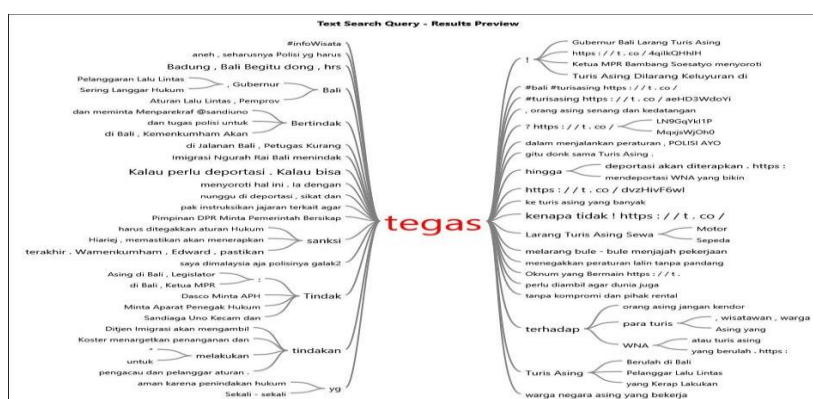 Text Search Query - Results Preview
#infoWisata
aneh , seharusnya Polisi yg harus
Badung , Bali Begitu dong , hrs
Pelanggaran Lalu Lintas
Sering Langgar Hukum
, Gubernur
Aturan Lalu Lintas , Pemprov
Bali
dan meminta Menparekraf @sandiuno
dan tugas polisi untuk
di Bali , Kemenkumham Akan
Bertindak
di Jalanan Bali , Petugas Kurang
Imigrasi Ngurah Rai Bali menindak
Kalau perlu deportasi . Kalau bisa
menyoroti hal ini . Ia dengan
nunggu di deportasi , sikat dan
pak instruksikan jajaran terkait agar
Pimpinan DPR Minta Pemerintah Bersikap
harus ditegakkan aturan Hukum
Hiariej , memastikan akan menerapkan
terakhir . Wamenkumham , Edward , pastikan
sanksi
saya dimalaysia aja polisinya galak2
Asing di Bali , Legislator
di Bali , Ketua MPR
:
Dasco Minta APH
Minta Aparat Penegak Hukum
Sandiaga Uno Kecam dan
Tindak
Ditjen Imigrasi akan mengambil
Koster menargetkan penanganan dan
"
untuk
melakukan
pengacau dan pelanggar aturan .
tindakan
aman karena penindakan hukum
Sekali - sekali
yg
tegas
!
Gubernur Bali Larang Turis Asing
https : / / t . co / 4qilkQHhIH
Ketua MPR Bambang Soesatyo menyoroti
Turis Asing Dilarang Keluyuran di
#bali #turisasing https : / / t . co /
#turisasing https : / / t . co / aeHD3WdoYi
, orang asing senang dan kedatangan
? https : / / t . co /
LN9GqYkI1P
MqxjsWjOh0
dalam menjalankan peraturan , POLISI AYO
gitu donk sama Turis Asing .
hingga
deportasi akan diterapkan . https :
mendeportasi WNA yang bikin
https : / / t . co / dvzHivF6wl
ke turis asing yang banyak
kenapa tidak ! https : / / t . co /
Larang Turis Asing Sewa
Motor
Sepeda
melarang bule - bule menjajah pekerjaan
menegakkan peraturan lalin tanpa pandang
Oknum yang Bermain https : / / t .
perlu diambil agar dunia juga
tanpa kompromi dan pihak rental
terhadap
orang asing jangan kendor
para turis
, wisatawan , warga
Asing yang
WNA
atau turis asing
yang berulah . https :
Turis Asing
Berulah di Bali
Pelanggar Lalu Lintas
yang Kerap Lakukan
warga negara asing yang bekerja